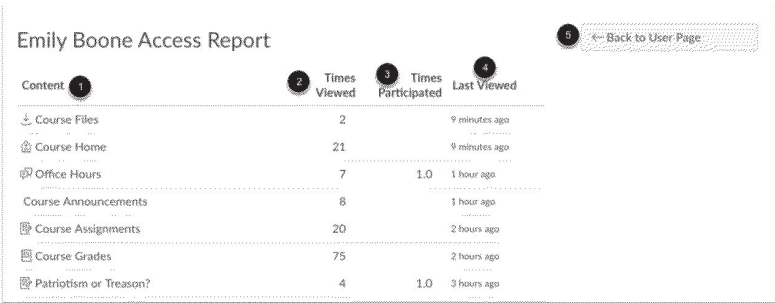 Emily Boone Access Report
5 ← Back to User Page
Content 1 2 Times Viewed 3 Times Participated 4 Last Viewed
Course Files 2 9 minutes ago
Course Home 21 9 minutes ago
Office Hours 7 1.0 1 hour ago
Course Announcements 8 1 hour ago
Course Assignments 20 2 hours ago
Course Grades 75 2 hours ago
Patriotism or Treason? 4 1.0 3 hours ago